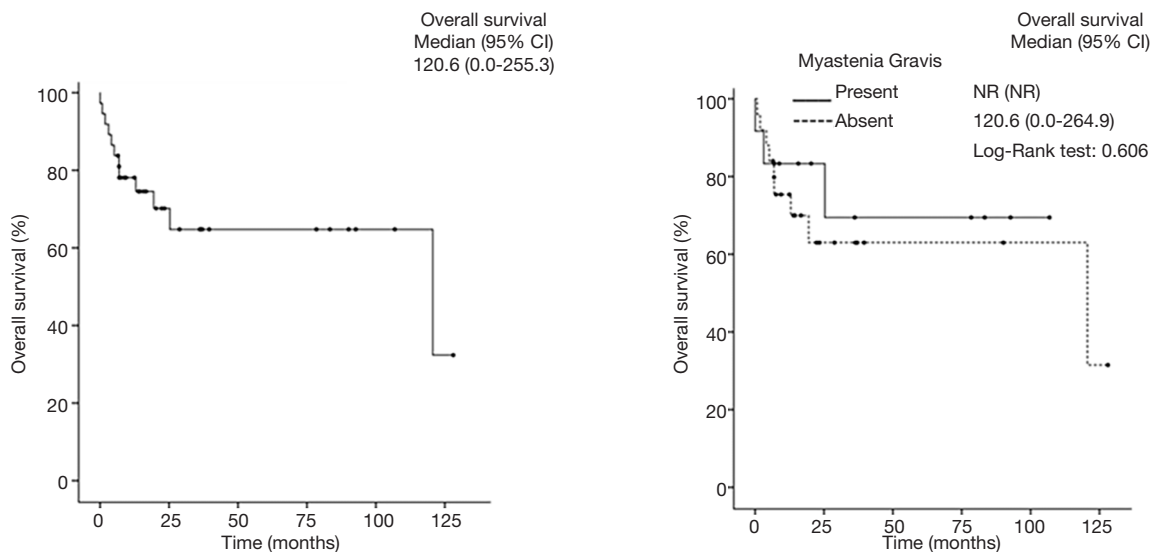 Overall survival
Median (95% CI)
120.6 (0.0-255.3)
100
80
60
40
20
0
Overall survival (%)
0 25 50 75 100 125
Time (months)
Overall survival
Median (95% CI)
Myastenia Gravis
Present NR (NR)
Absent 120.6 (0.0-264.9)
Log-Rank test: 0.606
100
80
60
40
20
0
Overall survival (%)
0 25 50 75 100 125
Time (months)